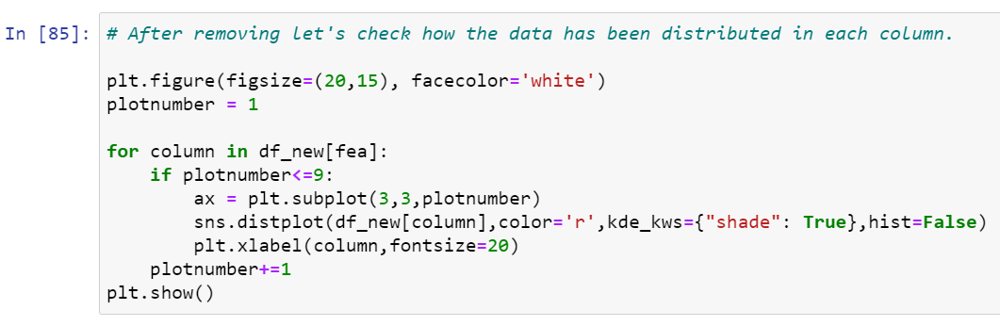 In [85]: # After removing let's check how the data has been distributed in each column.
plt.figure(figsize=(20,15), facecolor='white')
plotnumber = 1
for column in df_new[fea]:
    if plotnumber<=9:
        ax = plt.subplot(3,3,plotnumber)
        sns.distplot(df_new[column],color='r',kde_kws={"shade": True},hist=False)
        plt.xlabel(column,fontsize=20)
    plotnumber+=1
plt.show()